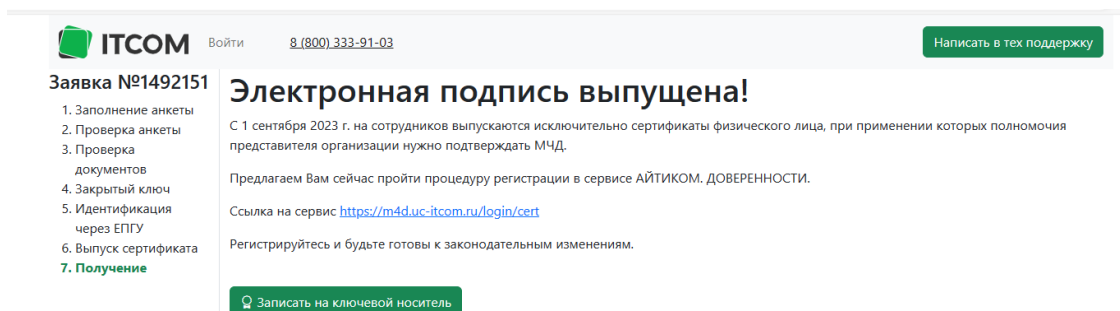 ITCOM Войти 8 (800) 333-91-03 Написать в тех поддержку
Заявка №1492151
1. Заполнение анкеты
2. Проверка анкеты
3. Проверка
документов
4. Закрытый ключ
5. Идентификация
через ЕПГУ
6. Выпуск сертификата
7. Получение
Электронная подпись выпущена!
С 1 сентября 2023 г. на сотрудников выпускаются исключительно сертификаты физического лица, при применении которых полномочия
представителя организации нужно подтверждать МЧД.
Предлагаем Вам сейчас пройти процедуру регистрации в сервисе АЙТИКОМ. ДОВЕРЕННОСТИ.
Ссылка на сервис https://m4d.uc-itcom.ru/login/cert
Регистрируйтесь и будьте готовы к законодательным изменениям.
Записать на ключевой носитель